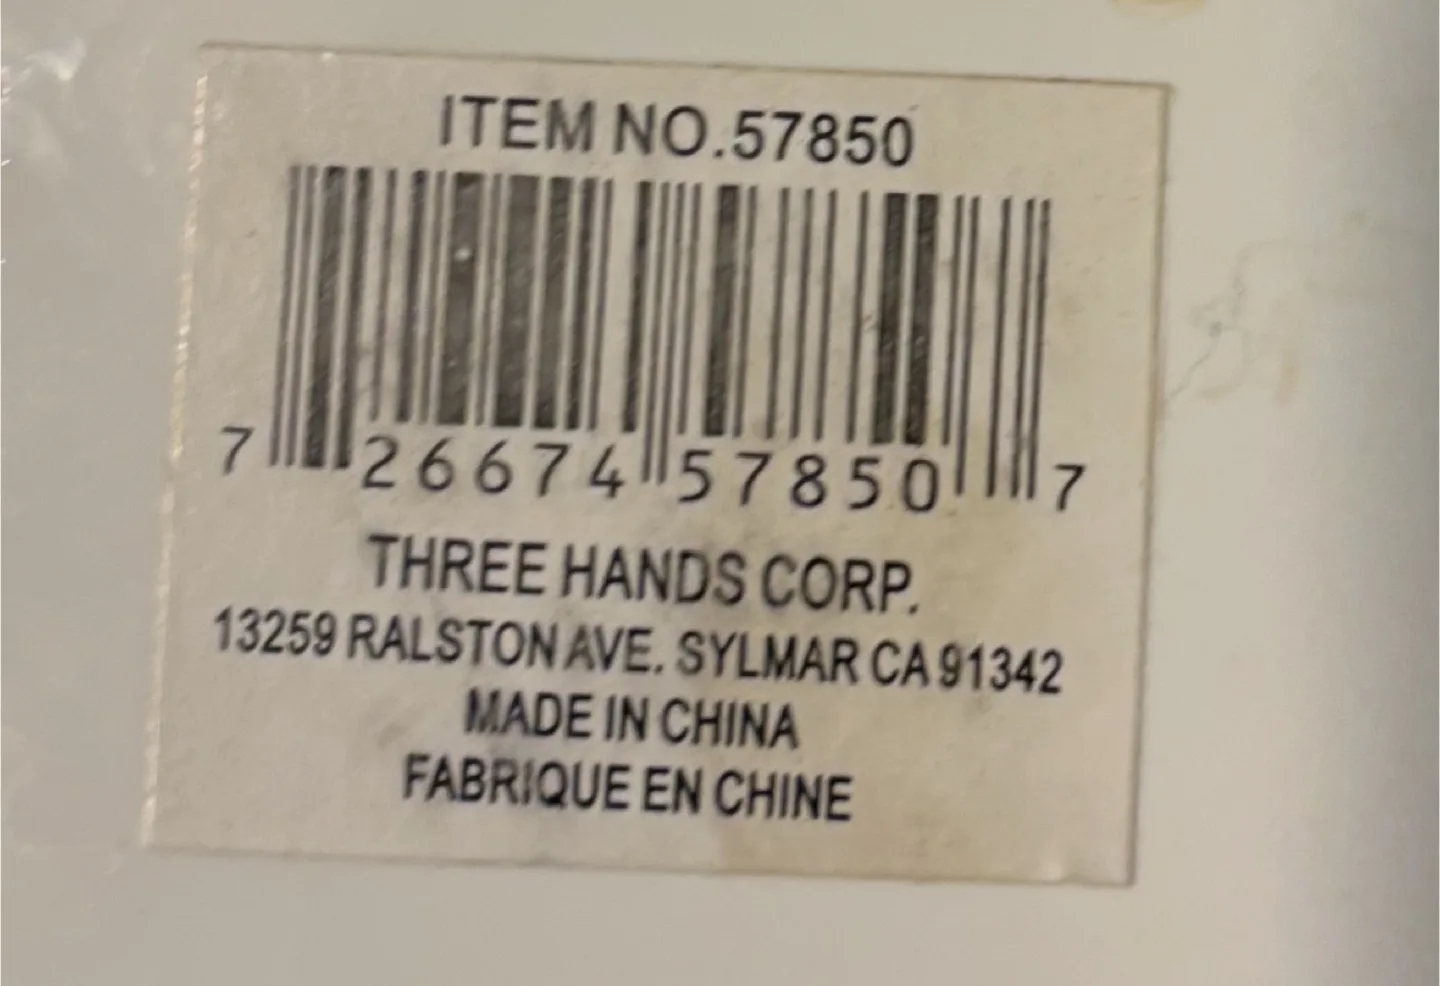 ITEM NO.57850
7 26674 57850 7
THREE HANDS CORP.
13259 RALSTON AVE. SYLMAR CA 91342
MADE IN CHINA
FABRIQUE EN CHINE